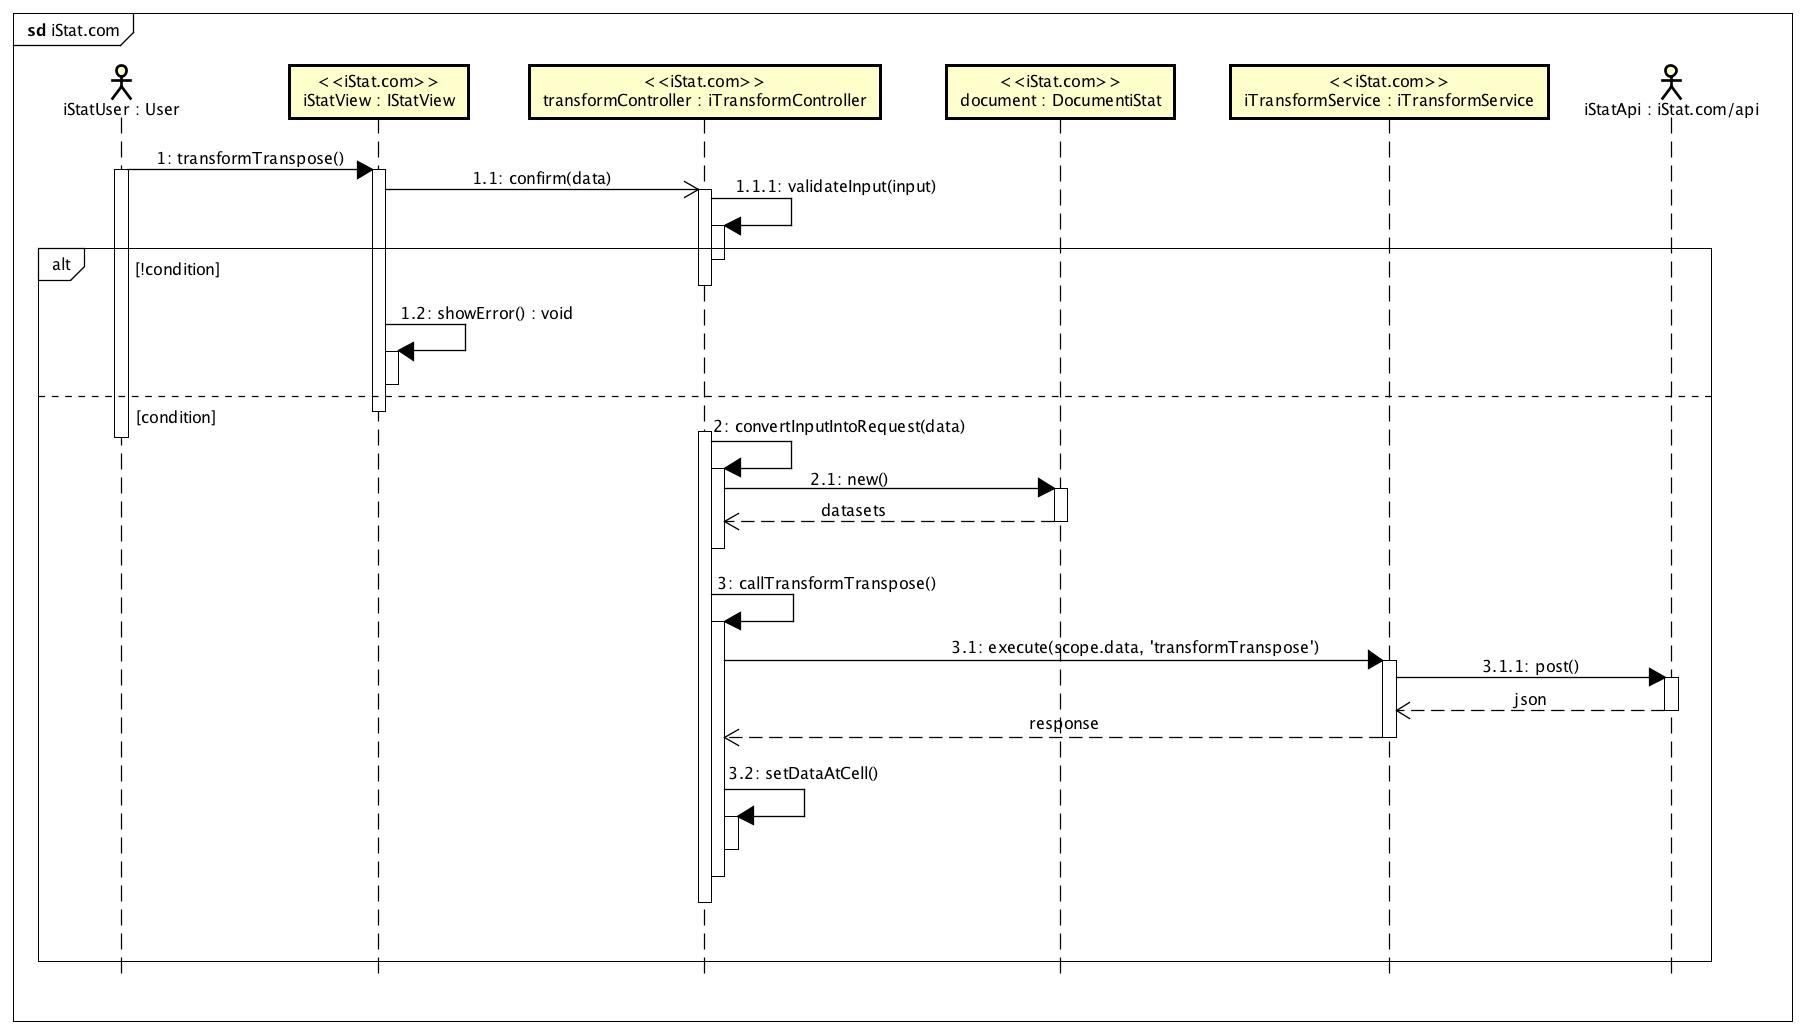 sd iStat.com
iStatUser : User
<<iStat.com>>
iStatView : IStatView
<<iStat.com>>
transformController : iTransformController
<<iStat.com>>
document : DocumentiStat
<<iStat.com>>
iTransformService : iTransformService
iStatApi : iStat.com/api
1: transformTranspose()
1.1: confirm(data)
1.1.1: validateInput(input)
alt
[!condition]
1.2: showError() : void
[condition]
2: convertInputIntoRequest(data)
2.1: new()
datasets
3: callTransformTranspose()
3.1: execute(scope.data, 'transformTranspose')
3.1.1: post()
json
response
3.2: setDataAtCell()